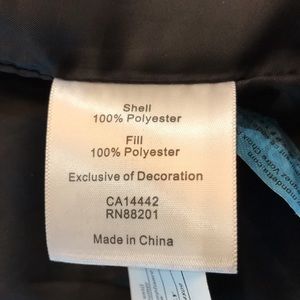 Shell
100% Polyester
Fill
100% Polyester
Exclusive of Decoration
CA14442
RN88201
Made in China